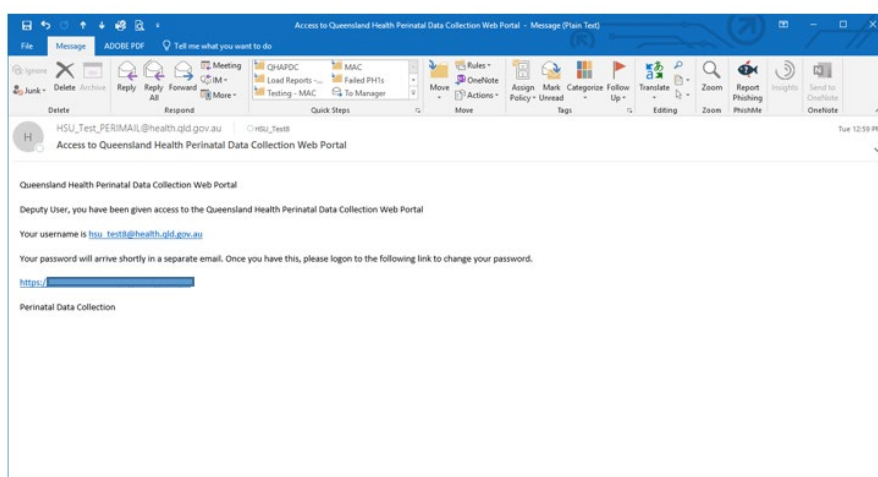 Access to Queensland Health Perinatal Data Collection Web Portal - Message (Plain Text)
File Message ADOBE PDF Tell me what you want to do
Ignore
Junk
Delete Archive
Reply Reply All Forward
Meeting
IM
More
QHAPDC MAC
Load Reports -... Failed PHTs
Testing - MAC To Manager
Move
Rules
OneNote
Actions
Assign Policy Mark Unread Categorize Follow Up
Translate
Zoom
Report Phishing
Insights
Send to OneNote
Delete Respond Quick Steps Move Tags Editing Zoom PhishMe OneNote
H
HSU_Test_PERIMAIL@health.qld.gov.au HSU_Test8
Tue 12:59 PM
Access to Queensland Health Perinatal Data Collection Web Portal
Queensland Health Perinatal Data Collection Web Portal
Deputy User, you have been given access to the Queensland Health Perinatal Data Collection Web Portal
Your username is hsu_test8@health.qld.gov.au
Your password will arrive shortly in a separate email. Once you have this, please logon to the following link to change your password.
https:/
Perinatal Data Collection